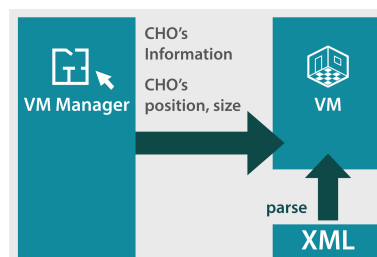 CHO's
Information
CHO's
position, size
VM Manager
VM
parse
XML